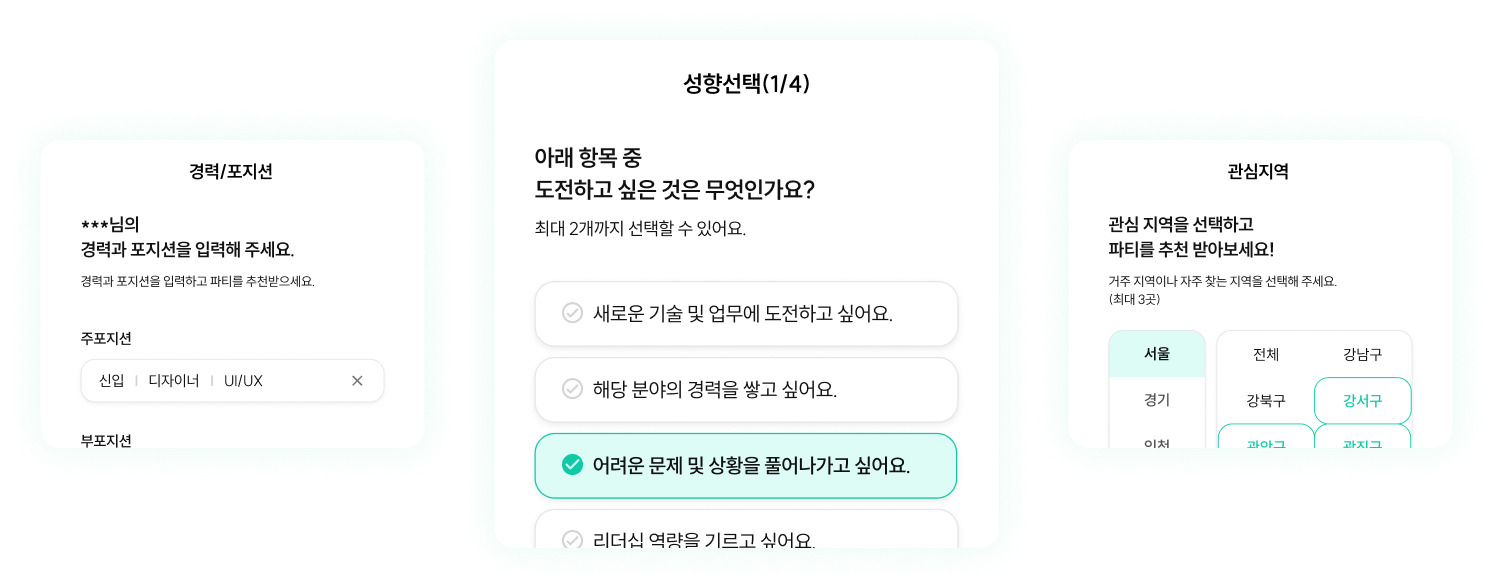 경력/포지션
***님의
경력과 포지션을 입력해 주세요.
경력과 포지션을 입력하고 파티를 추천받으세요.
주포지션
신입 | 디자이너 | UI/UX ✕
부포지션
성향선택(1/4)
아래 항목 중
도전하고 싶은 것은 무엇인가요?
최대 2개까지 선택할 수 있어요.
새로운 기술 및 업무에 도전하고 싶어요.
해당 분야의 경력을 쌓고 싶어요.
어려운 문제 및 상황을 풀어나가고 싶어요.
리더십 역량을 기르고 싶어요.
관심지역
관심 지역을 선택하고
파티를 추천 받아보세요!
거주 지역이나 자주 찾는 지역을 선택해 주세요.
(최대 3곳)
서울 전체 강남구
경기 강북구 강서구
인천 관악구 광진구